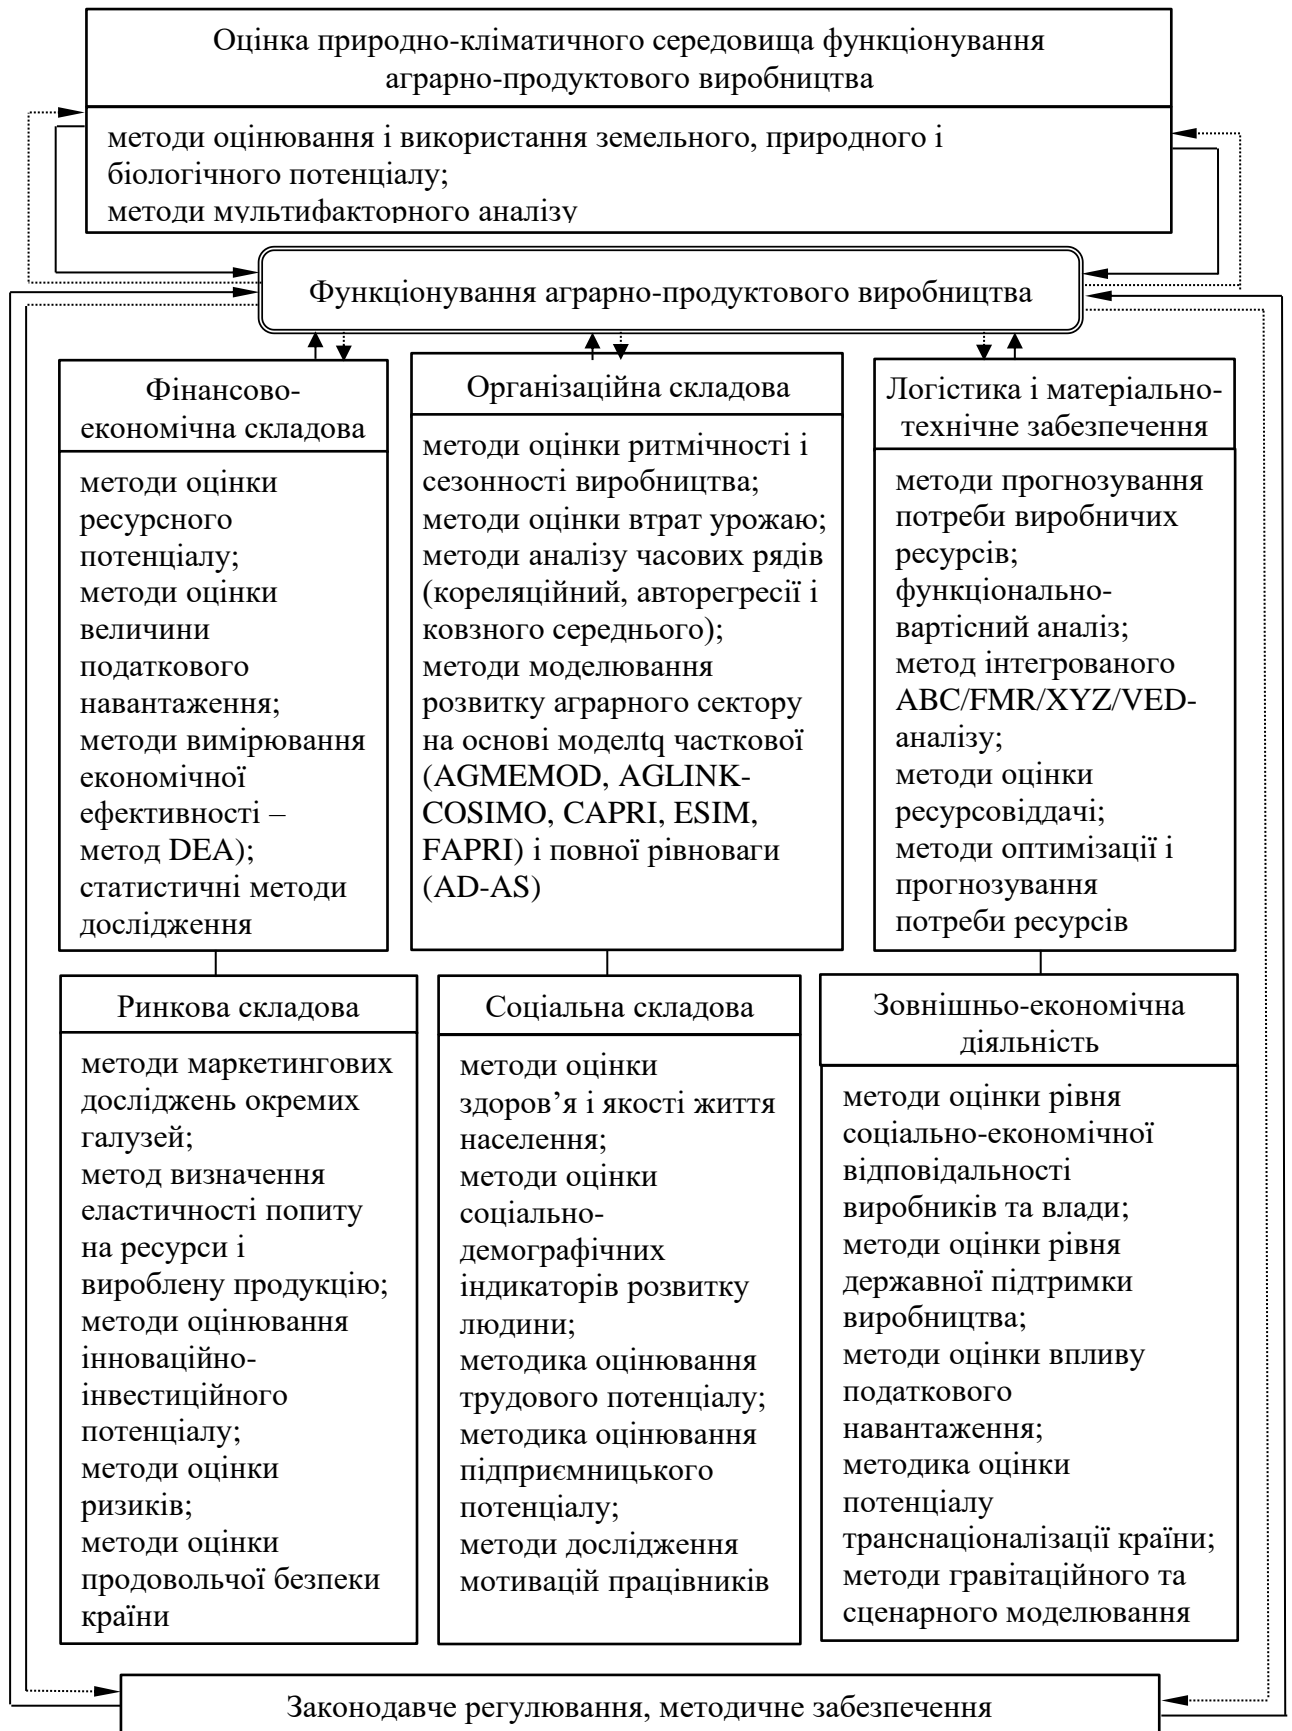 Оцінка природно-кліматичного середовища функціонування
аграрно-продуктового виробництва
методи оцінювання і використання земельного, природного і
біологічного потенціалу;
методи мультифакторного аналізу
Функціонування аграрно-продуктового виробництва
Фінансово-
економічна складова
методи оцінки
ресурсного
потенціалу;
методи оцінки
величини
податкового
навантаження;
методи вимірювання
економічної
ефективності –
метод DEA);
статистичні методи
дослідження
Організаційна складова
методи оцінки ритмічності і
сезонності виробництва;
методи оцінки втрат урожаю;
методи аналізу часових рядів
(кореляційний, авторегресії і
ковзного середнього);
методи моделювання
розвитку аграрного сектору
на основі моделtq часткової
(AGMEMOD, AGLINK-
COSIMO, CAPRI, ESIM,
FAPRI) і повної рівноваги
(AD-AS)
Логістика і матеріально-
технічне забезпечення
методи прогнозування
потреби виробничих
ресурсів;
функціонально-
вартісний аналіз;
метод інтегрованого
ABC/FMR/XYZ/VED-
аналізу;
методи оцінки
ресурсовіддачі;
методи оптимізації і
прогнозування
потреби ресурсів
Ринкова складова
методи маркетингових
досліджень окремих
галузей;
метод визначення
еластичності попиту
на ресурси і
вироблену продукцію;
методи оцінювання
інноваційно-
інвестиційного
потенціалу;
методи оцінки
ризиків;
методи оцінки
продовольчої безпеки
країни
Соціальна складова
методи оцінки
здоров’я і якості життя
населення;
методи оцінки
соціально-
демографічних
індикаторів розвитку
людини;
методика оцінювання
трудового потенціалу;
методика оцінювання
підприємницького
потенціалу;
методи дослідження
мотивацій працівників
Зовнішньо-економічна
діяльність
методи оцінки рівня
соціально-економічної
відповідальності
виробників та влади;
методи оцінки рівня
державної підтримки
виробництва;
методи оцінки впливу
податкового
навантаження;
методика оцінки
потенціалу
транснаціоналізації країни;
методи гравітаційного та
сценарного моделювання
Законодавче регулювання, методичне забезпечення